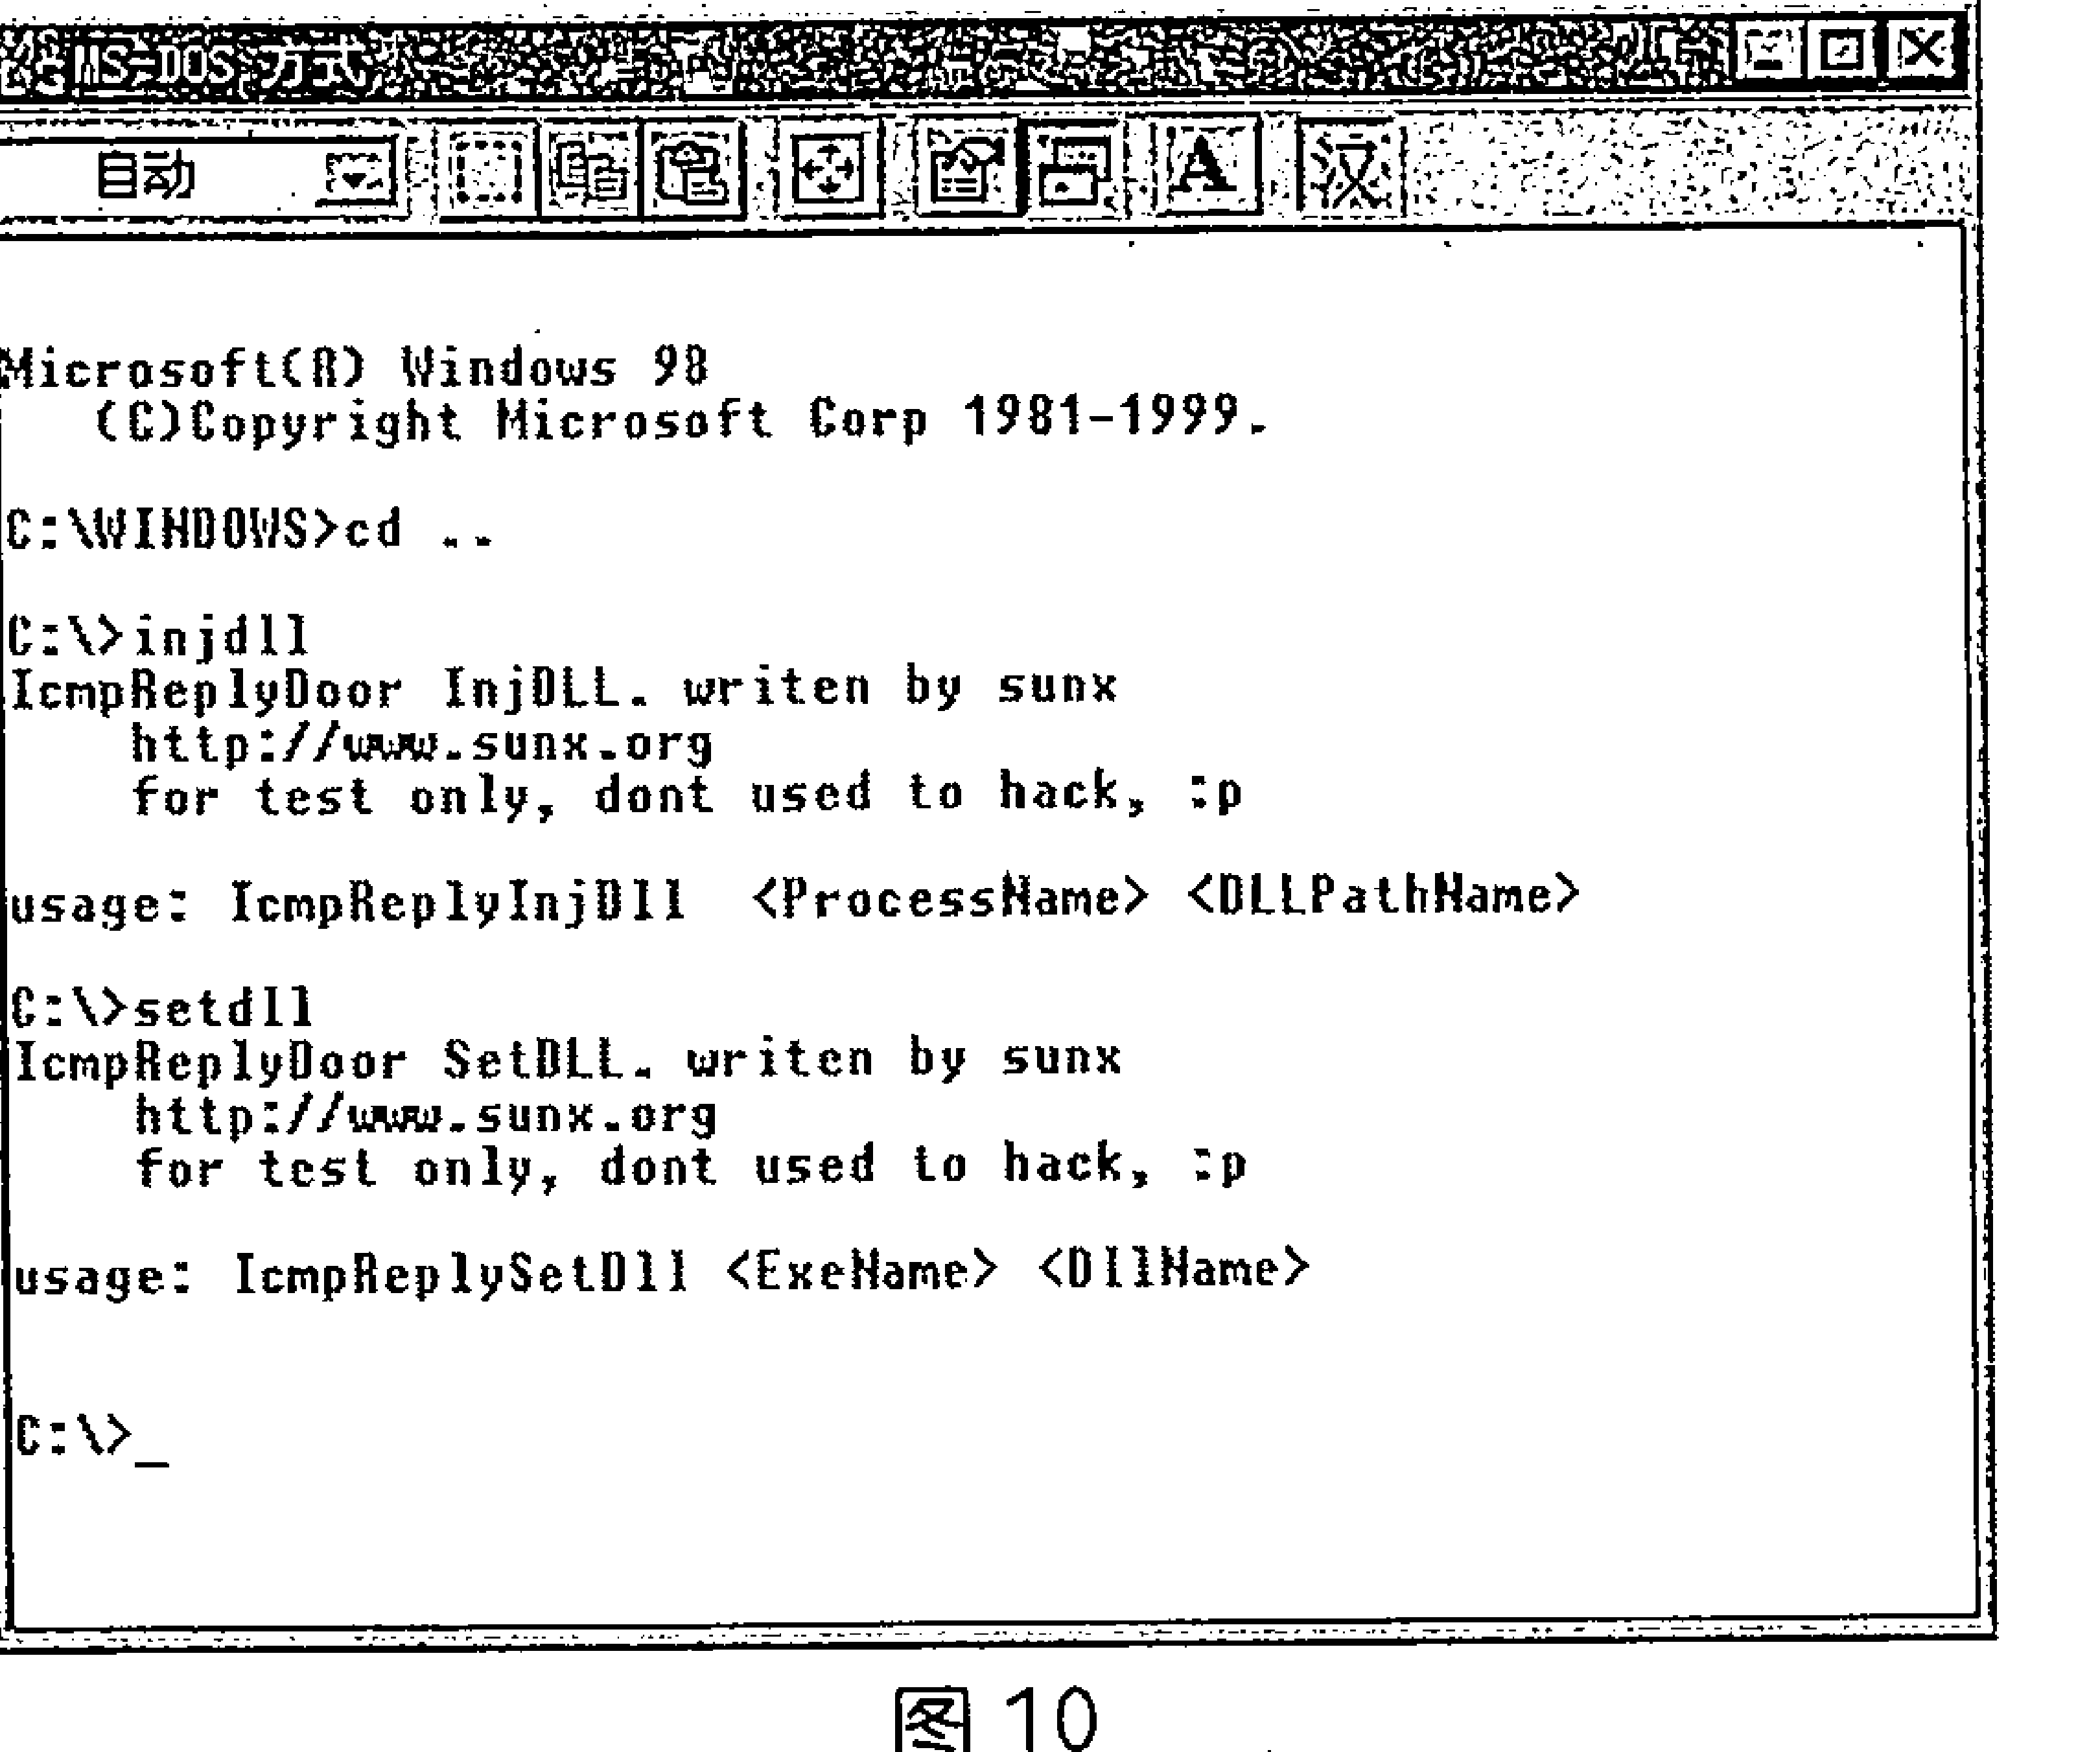 MS-DOS 方式
自动
A
汉
Microsoft(R) Windows 98
(C)Copyright Microsoft Corp 1981-1999.
C:\WINDOWS>cd ..
C:\>injdll
IcmpReplyDoor InjDLL. writen by sunx
http://www.sunx.org
for test only, dont used to hack, :p
usage: IcmpReplyInjDll <ProcessName> <DLLPathName>
C:\>setdll
IcmpReplyDoor SetDLL. writen by sunx
http://www.sunx.org
for test only, dont used to hack, :p
usage: IcmpReplySetDll <ExeName> <DllName>
C:\>_
图 10